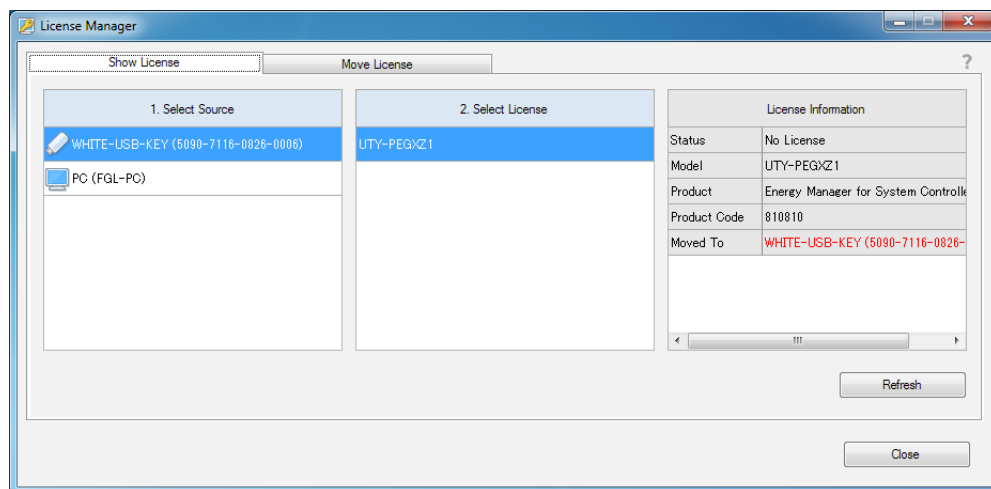 License Manager
Show License
Move License
?
1. Select Source
WHITE-USB-KEY (5090-7116-0826-0006)
PC (FGL-PC)
2. Select License
UTY-PEGXZ1
License Information
Status No License
Model UTY-PEGXZ1
Product Energy Manager for System Controlle
Product Code 810810
Moved To WHITE-USB-KEY (5090-7116-0826-
Refresh
Close